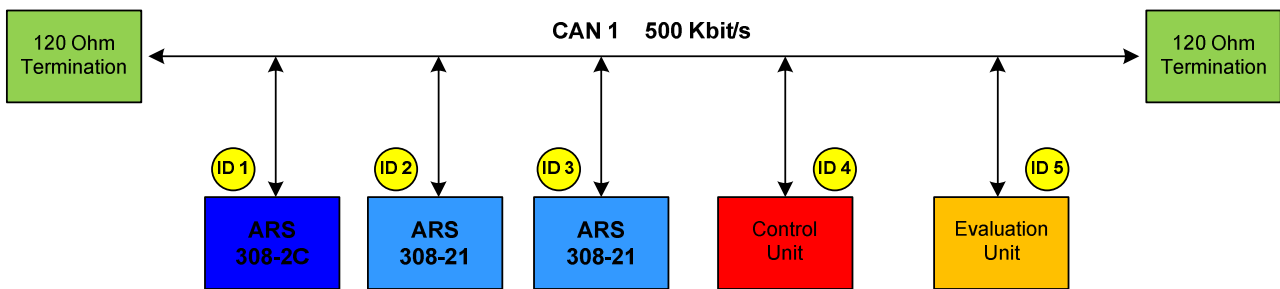 120 Ohm
Termination
CAN 1 500 Kbit/s
120 Ohm
Termination
ID 1
ID 2
ID 3
ID 4
ID 5
ARS
308-2C
ARS
308-21
ARS
308-21
Control
Unit
Evaluation
Unit